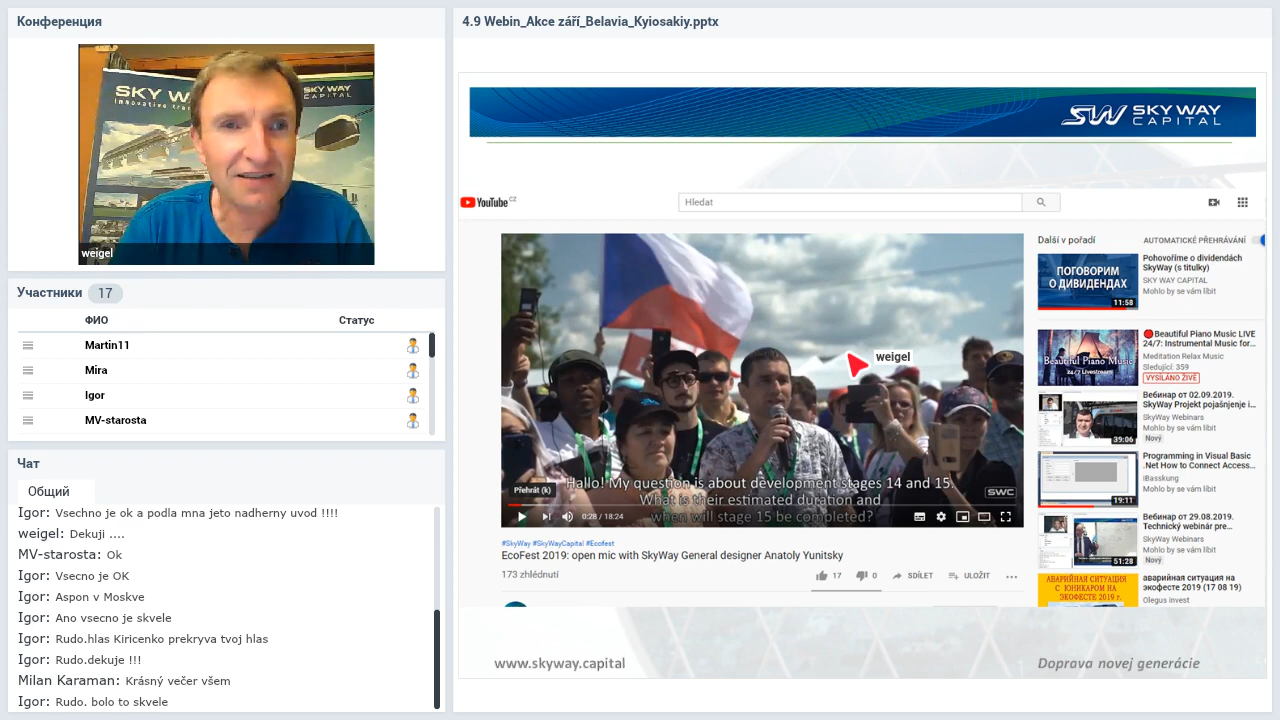 Конференция
SKY W
Innovative tra
SKY WAY
CAPITAL
weigel
Участники 17
ФИО Статус
Martin11
Mira
Igor
MV-starosta
Чат
Общий
Igor: Vsechno je ok a podla mna jeto nadherny uvod !!!!
weigel: Dekuji ....
MV-starosta: Ok
Igor: Vsecno je OK
Igor: Aspon v Moskve
Igor: Ano vsecno je skvele
Igor: Rudo.hlas Kiricenko prekryva tvoj hlas
Igor: Rudo.dekuje !!!
Milan Karaman: Krásný večer všem
Igor: Rudo. bolo to skvele
4.9 Webin_Akce září_Belavia_Kyiosakiy.pptx
SW SKY WAY
CAPITAL
YouTube CZ
Hledat
weigel
Hallo! My question is about development stages 14 and 15.
What is their estimated duration and
when will stage 15 be completed?
Přehrát (k)
SWC
0:28 / 18:24
#SkyWay #SkyWayCapital #Ecofest
EcoFest 2019: open mic with SkyWay General designer Anatoly Yunitsky
173 zhlédnutí
17 0 SDÍLET ULOŽIT ...
Další v pořadí AUTOMATICKÉ PŘEHRÁVÁNÍ
ПОГОВОРИМ
О ДИВИДЕНДАХ
11:58
Pohovoříme o dividendách
SkyWay (s titulky)
SKY WAY CAPITAL
Mohlo by se vám líbit
Beautiful Piano Music
24/7 Livestream
Beautiful Piano Music LIVE
24/7: Instrumental Music for...
Meditation Relax Music
Sledující: 359
VYSÍLÁNO ŽIVĚ
39:06
Вебинар от 02.09.2019.
SkyWay Projekt pojašnjenje i...
SkyWay Webinars
Mohlo by se vám líbit
Nový
19:11
Programming in Visual Basic
.Net How to Connect Access...
iBasskung
Mohlo by se vám líbit
51:28
Вебинар от 29.08.2019.
Technický webinár pre...
SkyWay Webinars
Mohlo by se vám líbit
Nový
АВАРИЙНАЯ СИТУАЦИЯ
С ЮНИКАРОМ НА
ЭКОФЕСТЕ 2019 г.
аварийная ситуация на
экофесте 2019 (17 08 19)
Olegus invest
www.skyway.capital
Doprava novej generácie